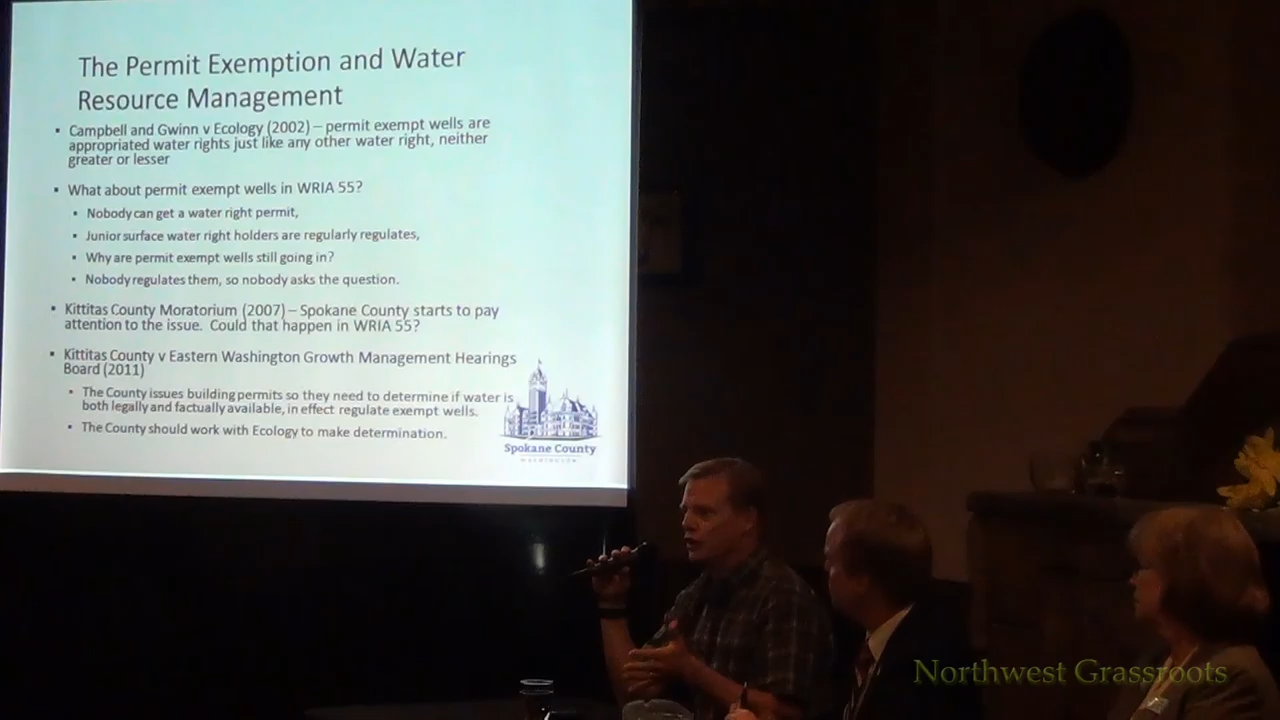 The Permit Exemption and Water
Resource Management
▪ Campbell and Gwinn v Ecology (2002) – permit exempt wells are
appropriated water rights just like any other water right, neither
greater or lesser
▪ What about permit exempt wells in WRIA 55?
▪ Nobody can get a water right permit,
▪ Junior surface water right holders are regularly regulates,
▪ Why are permit exempt wells still going in?
▪ Nobody regulates them, so nobody asks the question.
▪ Kittitas County Moratorium (2007) – Spokane County starts to pay
attention to the issue. Could that happen in WRIA 55?
▪ Kittitas County v Eastern Washington Growth Management Hearings
Board (2011)
▪ The County issues building permits so they need to determine if water is
both legally and factually available, in effect regulate exempt wells.
▪ The County should work with Ecology to make determination.
Spokane County
Northwest Grassroots